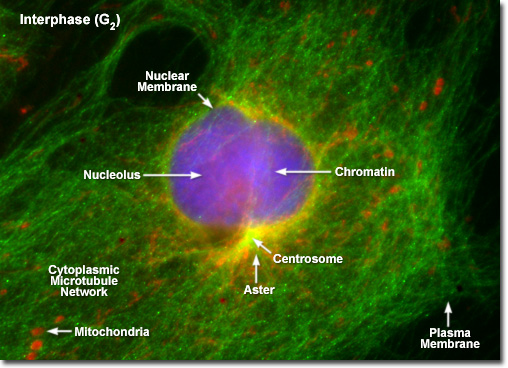 Interphase (G2)
Nuclear
Membrane
Nucleolus
Chromatin
Centrosome
Aster
Cytoplasmic
Microtubule
Network
Mitochondria
Plasma
Membrane